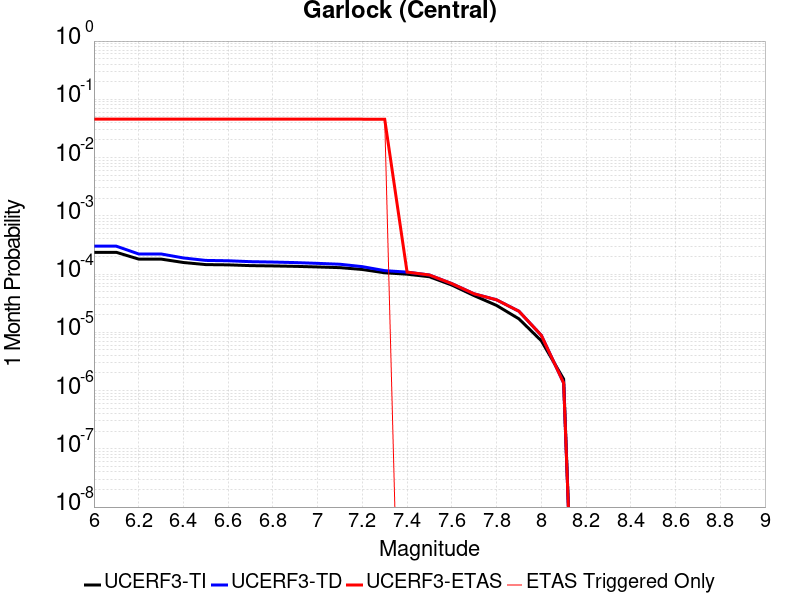 Garlock (Central)
10^0
10^-1
10^-2
10^-3
10^-4
10^-5
10^-6
10^-7
10^-8
1 Month Probability
6 6.2 6.4 6.6 6.8 7 7.2 7.4 7.6 7.8 8 8.2 8.4 8.6 8.8 9
Magnitude
UCERF3-TI UCERF3-TD UCERF3-ETAS ETAS Triggered Only